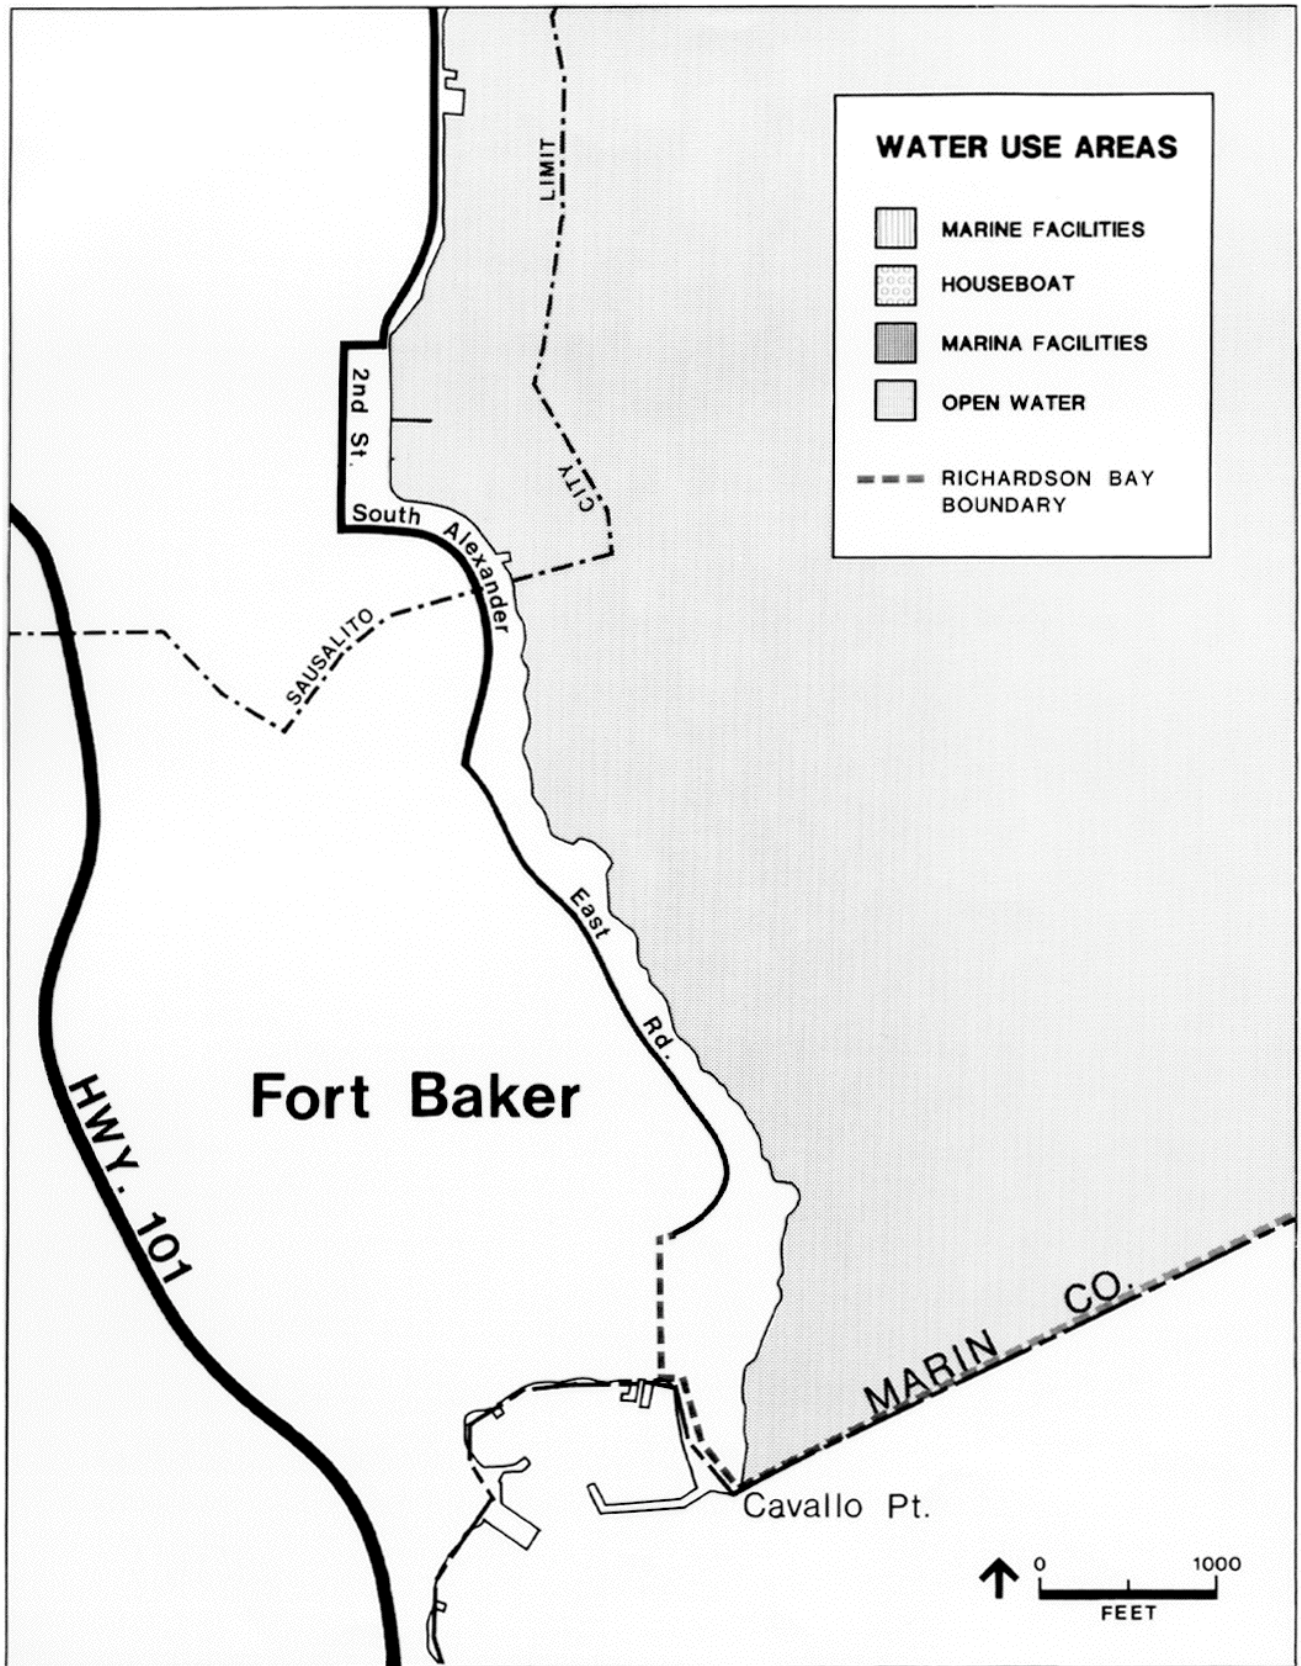 LIMIT
WATER USE AREAS
MARINE FACILITIES
HOUSEBOAT
MARINA FACILITIES
OPEN WATER
RICHARDSON BAY
BOUNDARY
2nd St.
CITY
South Alexander
SAUSALITO
East Rd.
Fort Baker
HWY. 101
MARIN CO.
Cavallo Pt.
0 1000
FEET